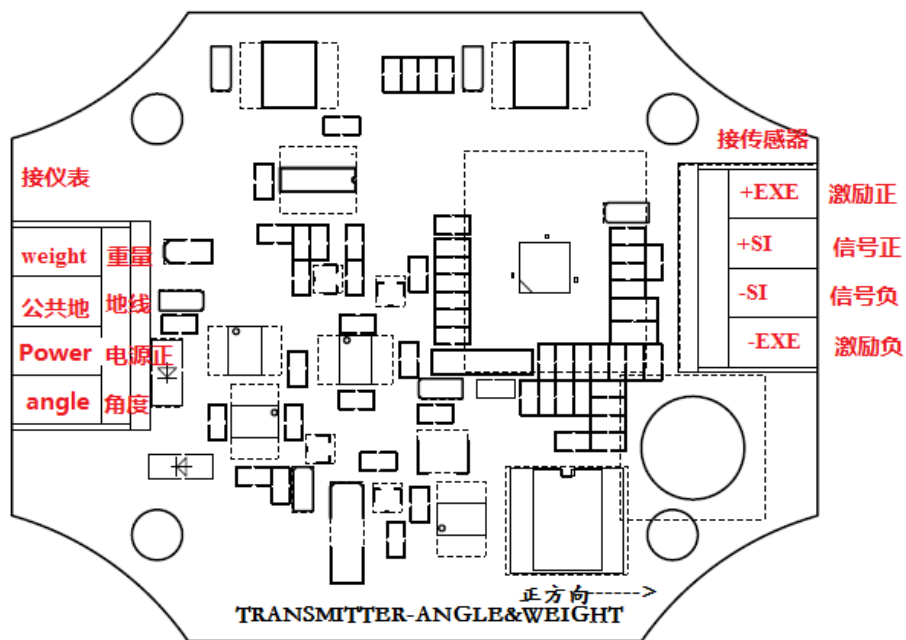 接传感器
接仪表
+EXE 激励正
+SI 信号正
weight 重量
-SI 信号负
公共地 地线
-EXE 激励负
Power 电源正
angle 角度
正方向----->
TRANSMITTER-ANGLE&WEIGHT